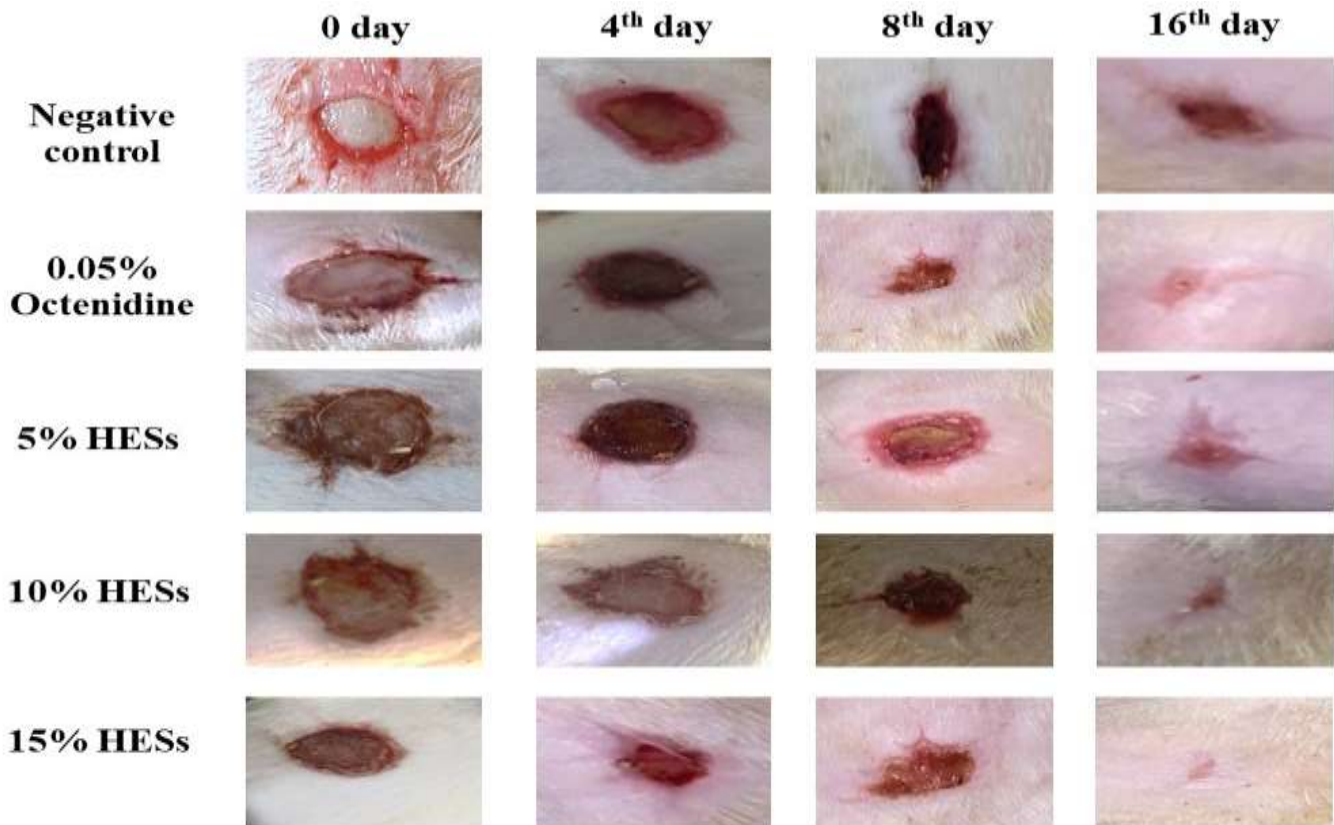 0 day 4th day 8th day 16th day
Negative
control
0.05%
Octenidine
5% HESs
10% HESs
15% HESs